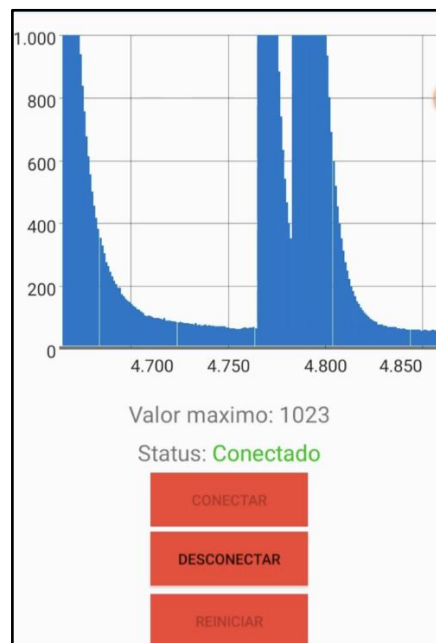 1.000
800
600
400
200
0
4.700 4.750 4.800 4.850
Valor maximo: 1023
Status: Conectado
CONECTAR
DESCONECTAR
REINICIAR